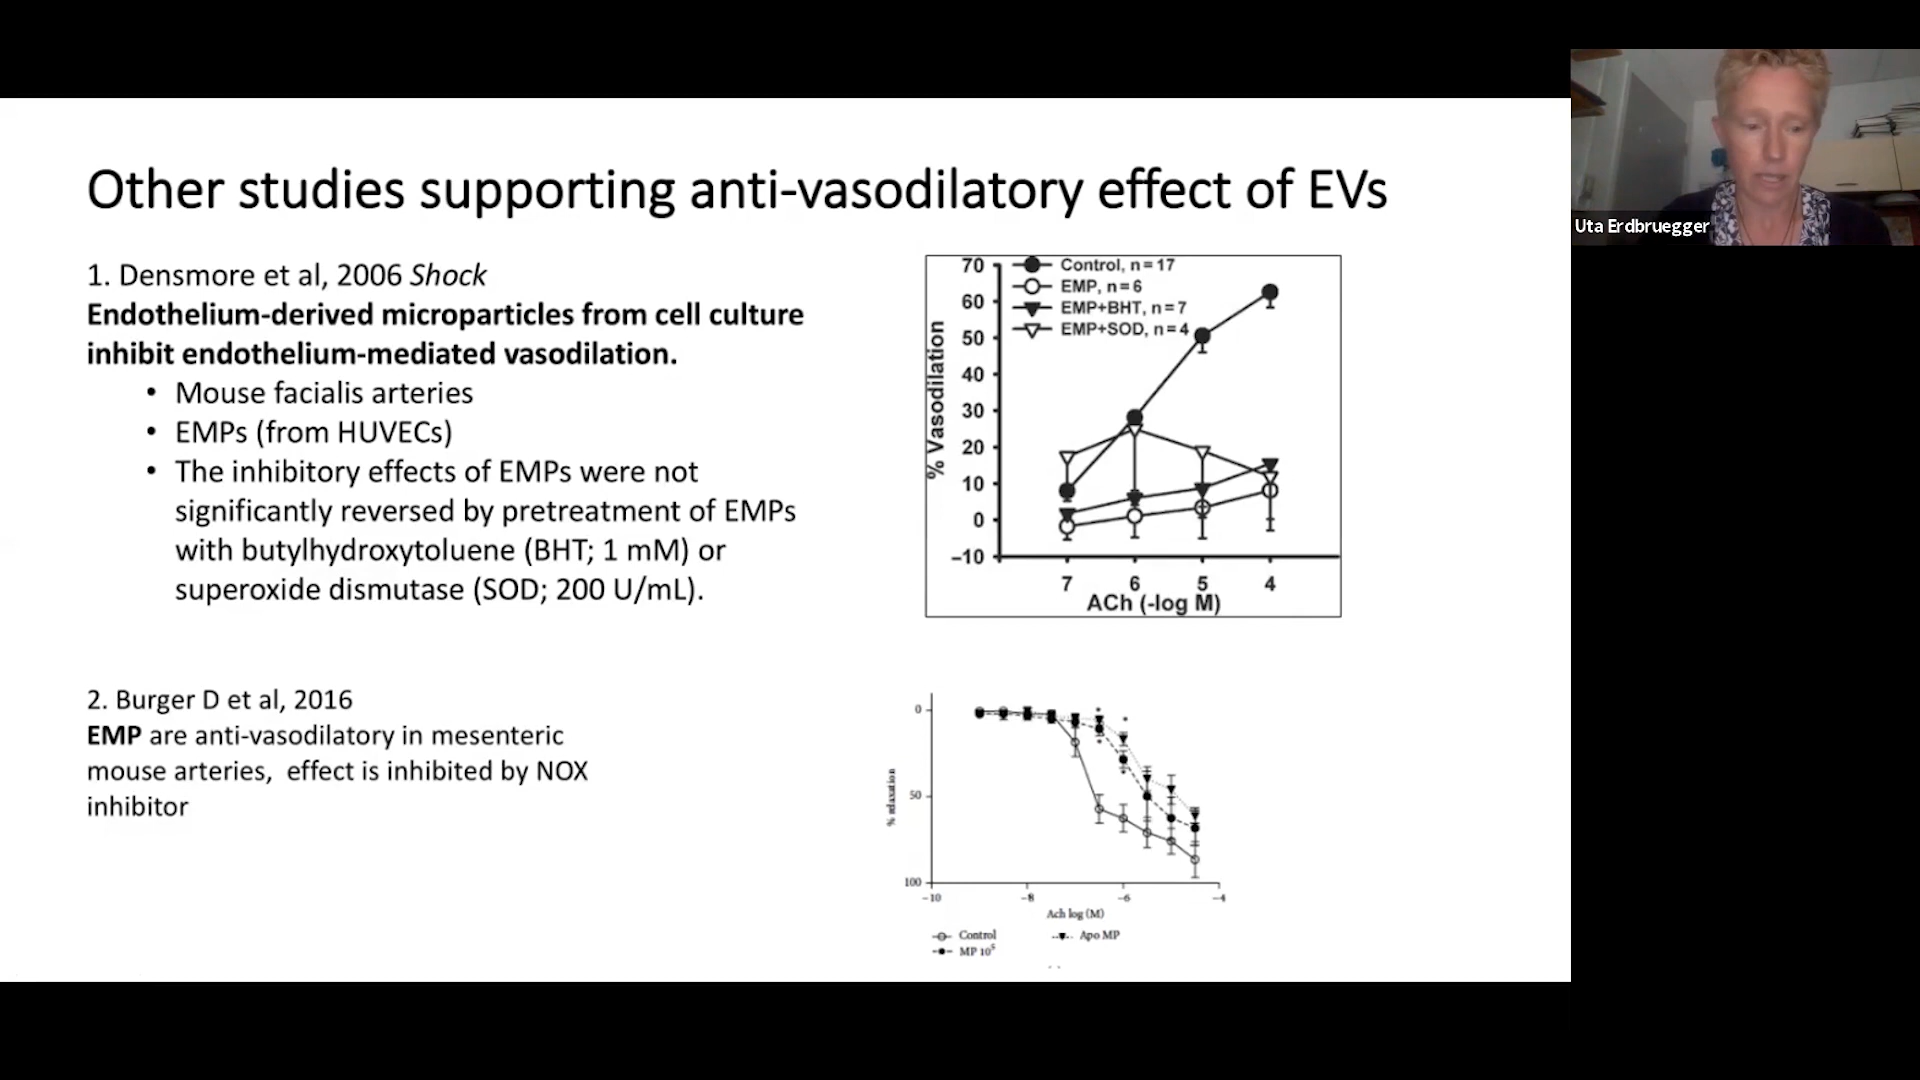 Other studies supporting anti-vasodilatory effect of EVs
1. Densmore et al, 2006 Shock
Endothelium-derived microparticles from cell culture
inhibit endothelium-mediated vasodilation.
• Mouse facialis arteries
• EMPs (from HUVECs)
• The inhibitory effects of EMPs were not
significantly reversed by pretreatment of EMPs
with butylhydroxytoluene (BHT; 1 mM) or
superoxide dismutase (SOD; 200 U/mL).
2. Burger D et al, 2016
EMP are anti-vasodilatory in mesenteric
mouse arteries, effect is inhibited by NOX
inhibitor
% Vasodilation
70
60
50
40
30
20
10
0
−10
Control, n=17
EMP, n=6
EMP+BHT, n=7
EMP+SOD, n=4
7 6 5 4
ACh (-log M)
% relaxation
0
50
100
−10 −8 −6 −4
Ach log (M)
Control
MP 10⁵
Apo MP
Uta Erdbruegger